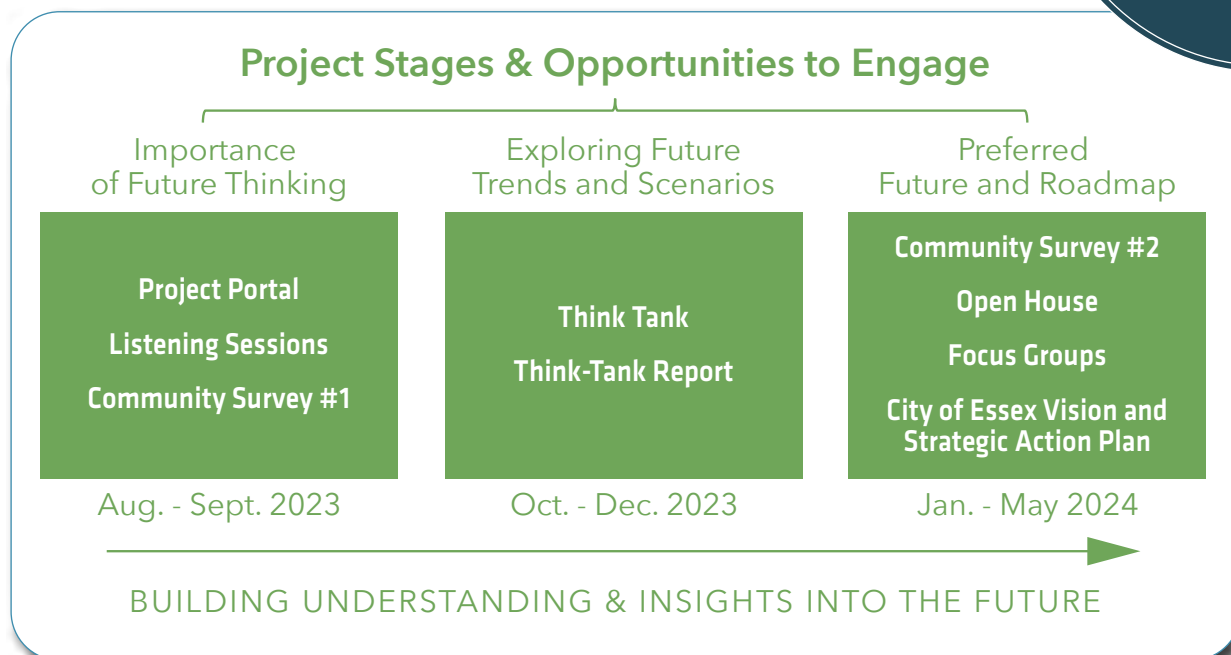 Project Stages & Opportunities to Engage
Importance
of Future Thinking
Project Portal
Listening Sessions
Community Survey #1
Aug. - Sept. 2023
Exploring Future
Trends and Scenarios
Think Tank
Think-Tank Report
Oct. - Dec. 2023
Preferred
Future and Roadmap
Community Survey #2
Open House
Focus Groups
City of Essex Vision and
Strategic Action Plan
Jan. - May 2024
BUILDING UNDERSTANDING & INSIGHTS INTO THE FUTURE